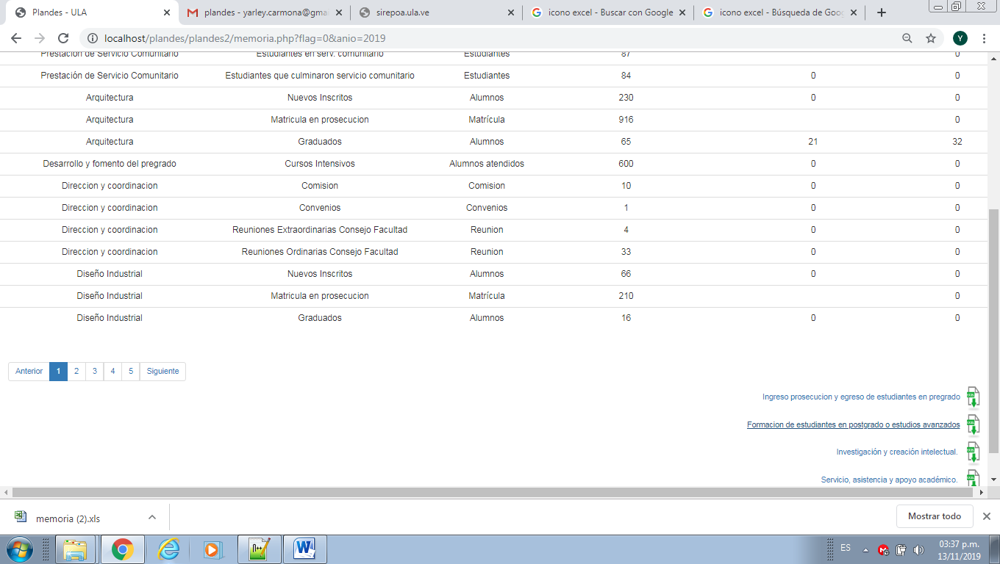 Plandes - ULA
plandes - yarley.carmona@gma
sirepoa.ula.ve
icono excel - Buscar con Google
icono excel - Búsqueda de Goog
localhost/plandes/plandes2/memoria.php?flag=0&anio=2019
Y
Prestación de Servicio Comunitario Estudiantes en serv. comunitario Estudiantes 87 0
Prestación de Servicio Comunitario Estudiantes que culminaron servicio comunitario Estudiantes 84 0 0
Arquitectura Nuevos Inscritos Alumnos 230 0 0
Arquitectura Matricula en prosecucion Matrícula 916 0
Arquitectura Graduados Alumnos 65 21 32
Desarrollo y fomento del pregrado Cursos Intensivos Alumnos atendidos 600 0 0
Direccion y coordinacion Comision Comision 10 0 0
Direccion y coordinacion Convenios Convenios 1 0 0
Direccion y coordinacion Reuniones Extraordinarias Consejo Facultad Reunion 4 0 0
Direccion y coordinacion Reuniones Ordinarias Consejo Facultad Reunion 33 0 0
Diseño Industrial Nuevos Inscritos Alumnos 66 0 0
Diseño Industrial Matricula en prosecucion Matrícula 210 0
Diseño Industrial Graduados Alumnos 16 0 0
Anterior 1 2 3 4 5 Siguiente
Ingreso prosecucion y egreso de estudiantes en pregrado
Formacion de estudiantes en postgrado o estudios avanzados
Investigación y creación intelectual.
Servicio, asistencia y apoyo académico.
memoria (2).xls
Mostrar todo
ES
03:37 p.m.
13/11/2019